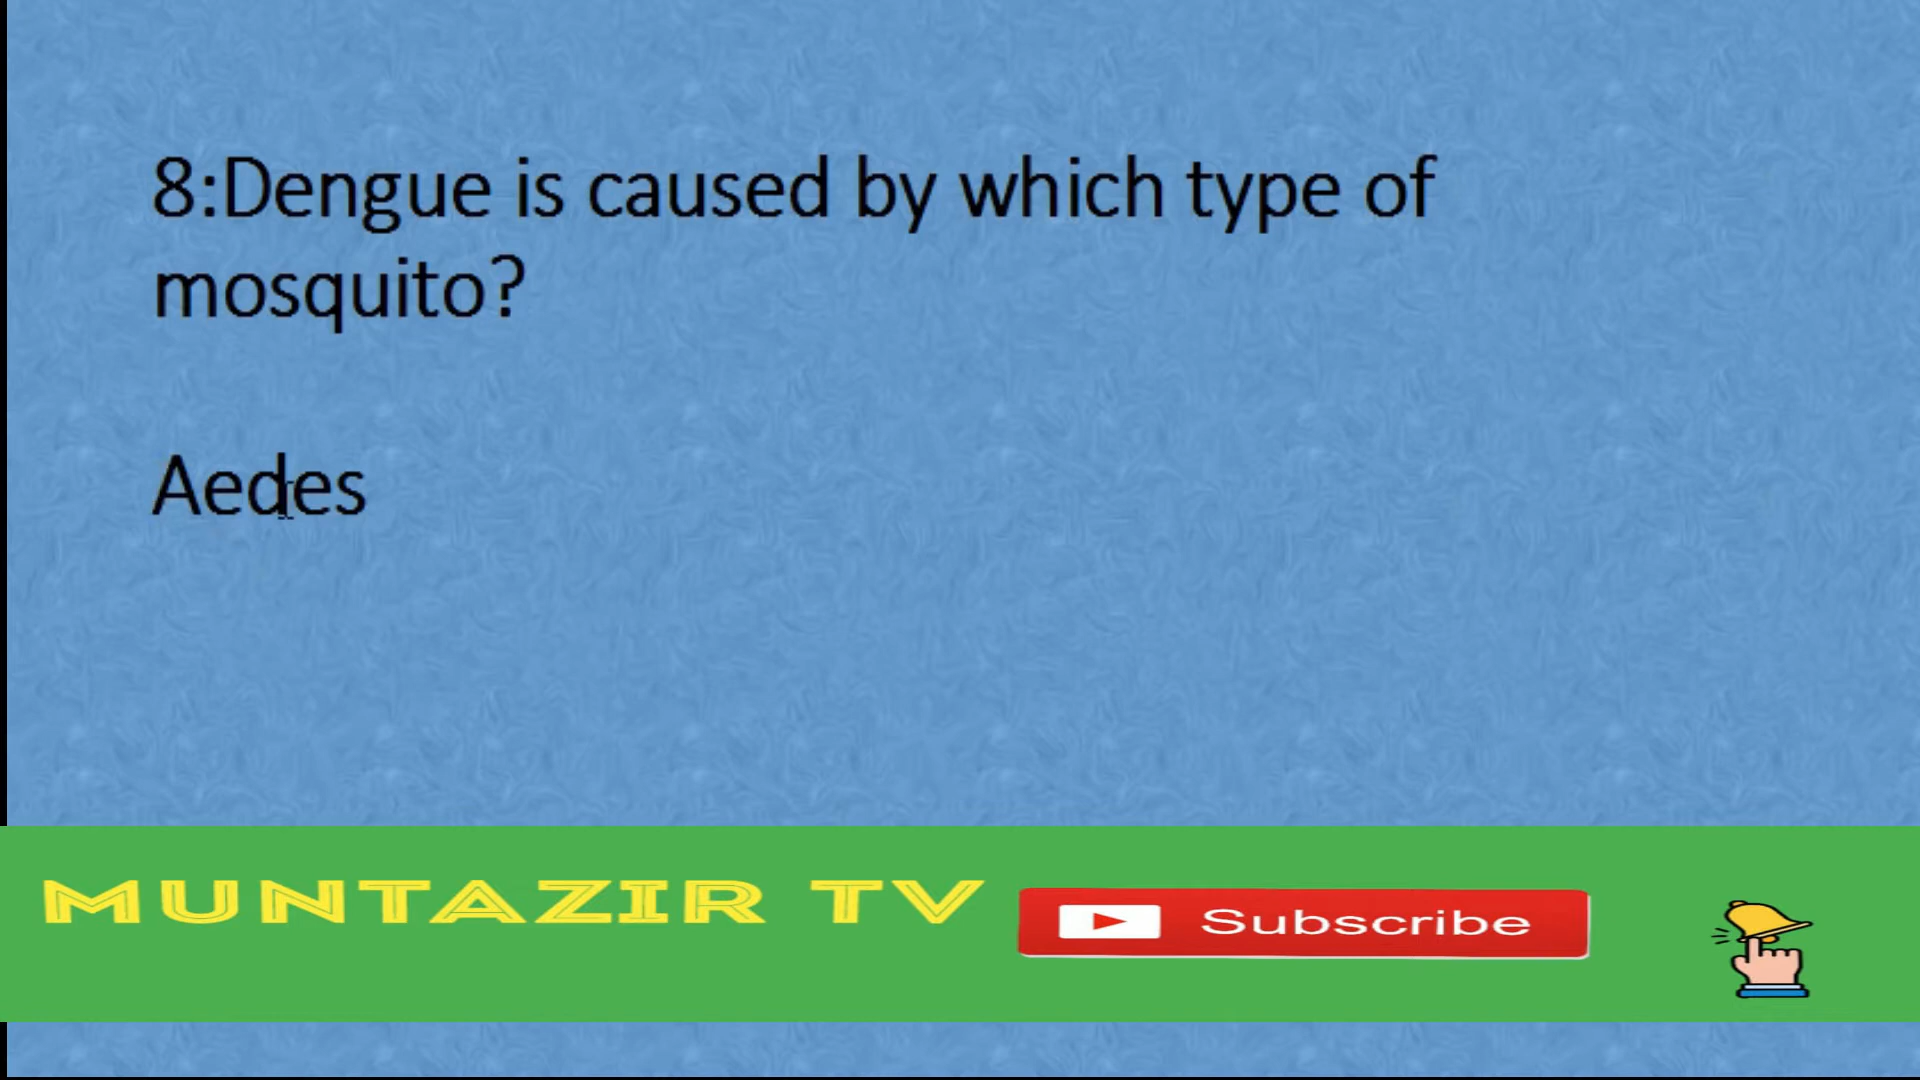 8:Dengue is caused by which type of
mosquito?
Aedes
MUNTAZIR TV
Subscribe